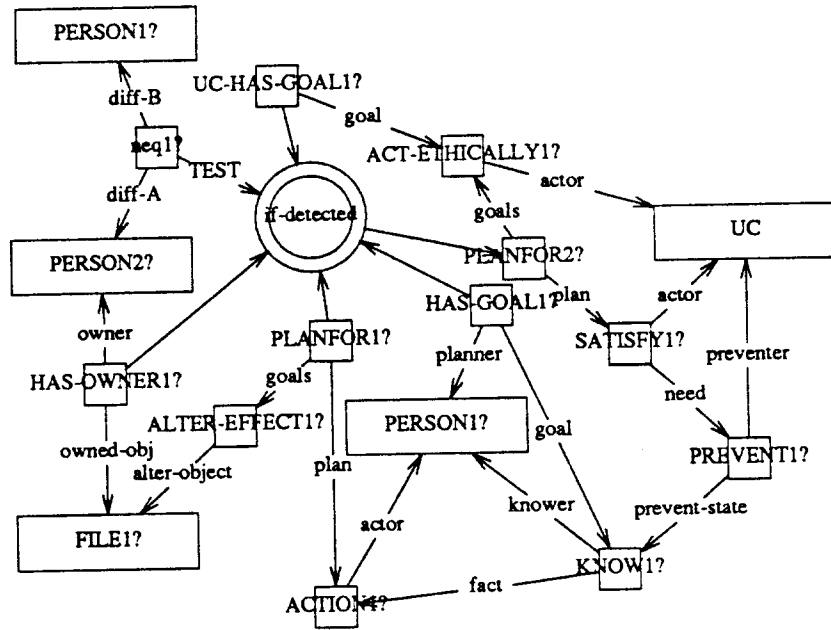 PERSON1?
diff-B
UC-HAS-GOAL1?
goal
neq1?
TEST
ACT-ETHICALLY1?
actor
diff-A
if-detected
goals
UC
PERSON2?
PLANFOR2?
HAS-GOAL1?
plan
actor
owner
PLANFOR1?
planner
SATISFY1?
preventer
HAS-OWNER1?
goals
need
ALTER-EFFECT1?
PERSON1?
goal
owned-obj
alter-object
plan
PREVENT1?
knower
prevent-state
actor
FILE1?
KNOW1?
fact
ACTION1?